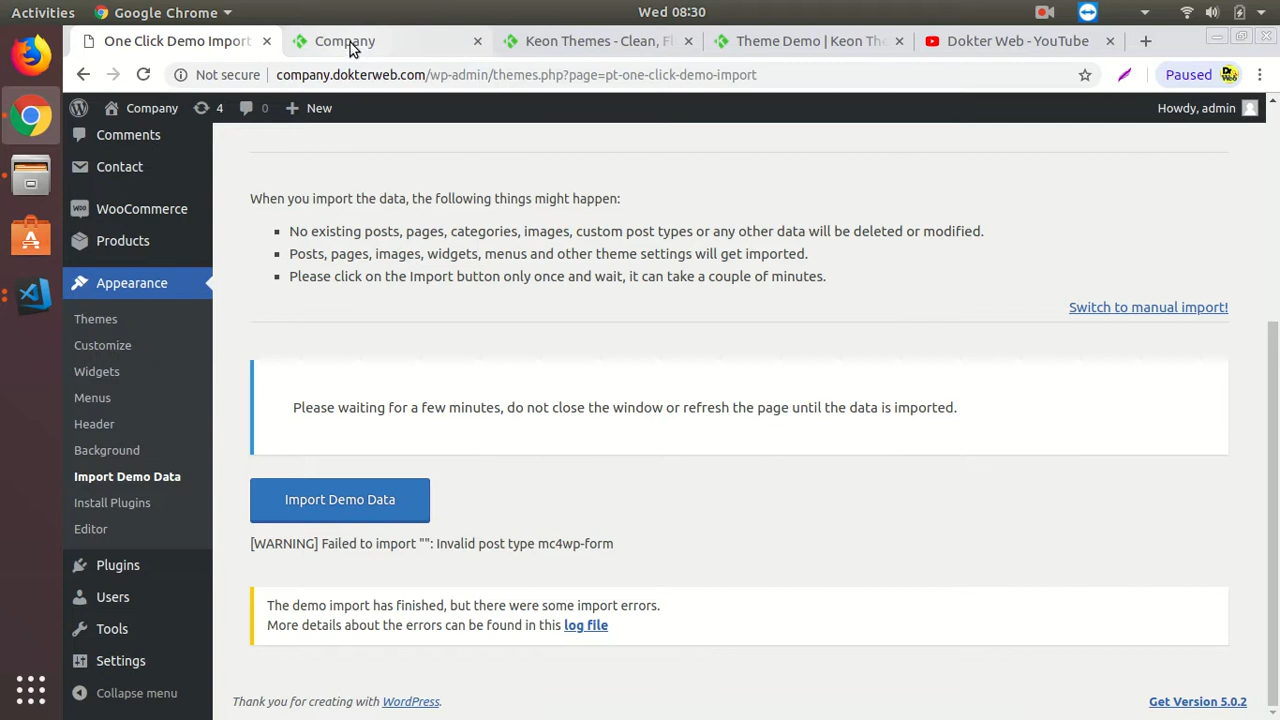 Activities
Google Chrome
Wed 08:30
One Click Demo Import
Company
Keon Themes - Clean, Fl
Theme Demo | Keon The
Dokter Web - YouTube
Not secure
company.dokterweb.com/wp-admin/themes.php?page=pt-one-click-demo-import
Paused
Company
4
0
New
Howdy, admin
Comments
Contact
WooCommerce
Products
Appearance
Themes
Customize
Widgets
Menus
Header
Background
Import Demo Data
Install Plugins
Editor
Plugins
Users
Tools
Settings
Collapse menu
When you import the data, the following things might happen:
No existing posts, pages, categories, images, custom post types or any other data will be deleted or modified.
Posts, pages, images, widgets, menus and other theme settings will get imported.
Please click on the Import button only once and wait, it can take a couple of minutes.
Switch to manual import!
Please waiting for a few minutes, do not close the window or refresh the page until the data is imported.
Import Demo Data
[WARNING] Failed to import "": Invalid post type mc4wp-form
The demo import has finished, but there were some import errors.
More details about the errors can be found in this log file
Thank you for creating with WordPress.
Get Version 5.0.2